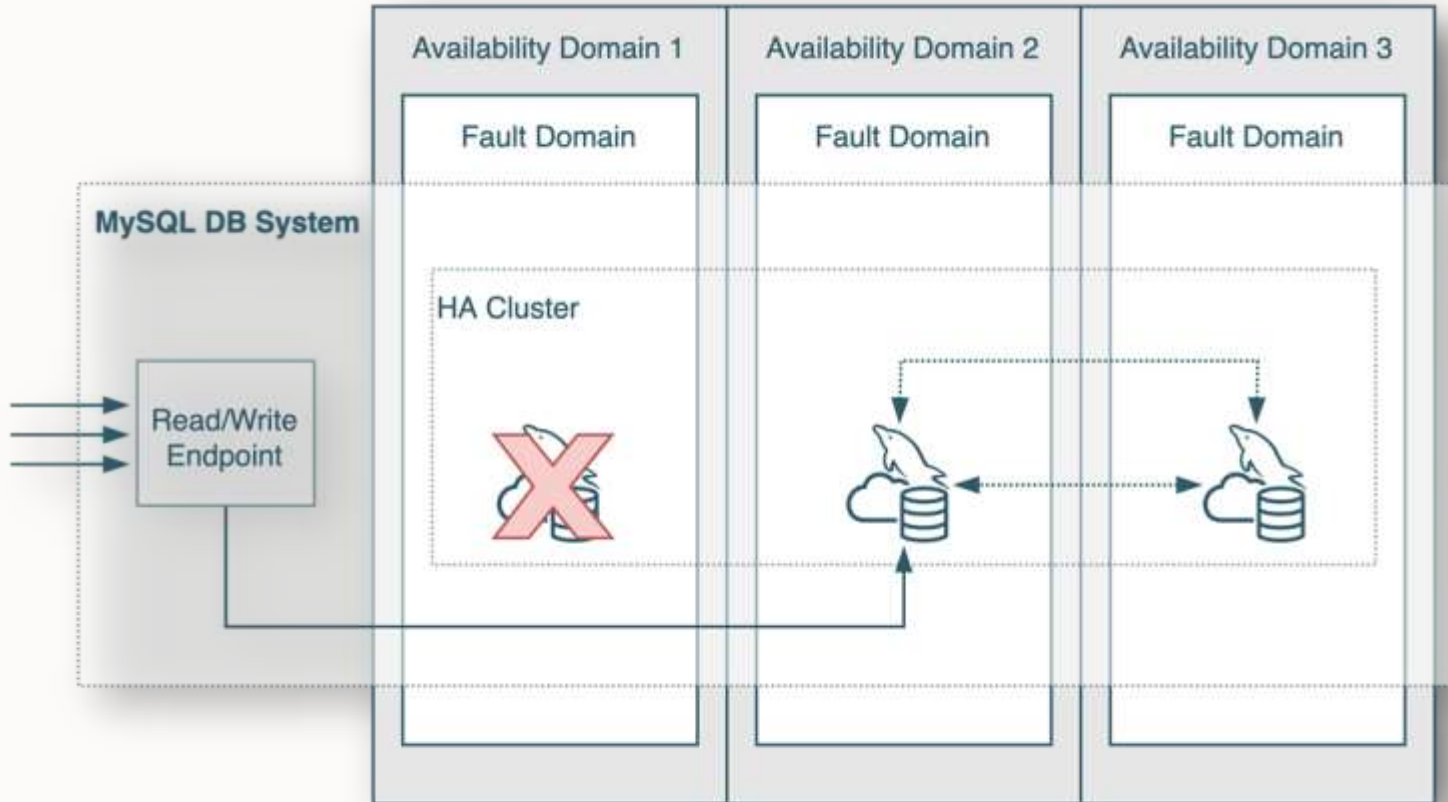 Availability Domain 1
Availability Domain 2
Availability Domain 3
Fault Domain
Fault Domain
Fault Domain
MySQL DB System
HA Cluster
Read/Write
Endpoint